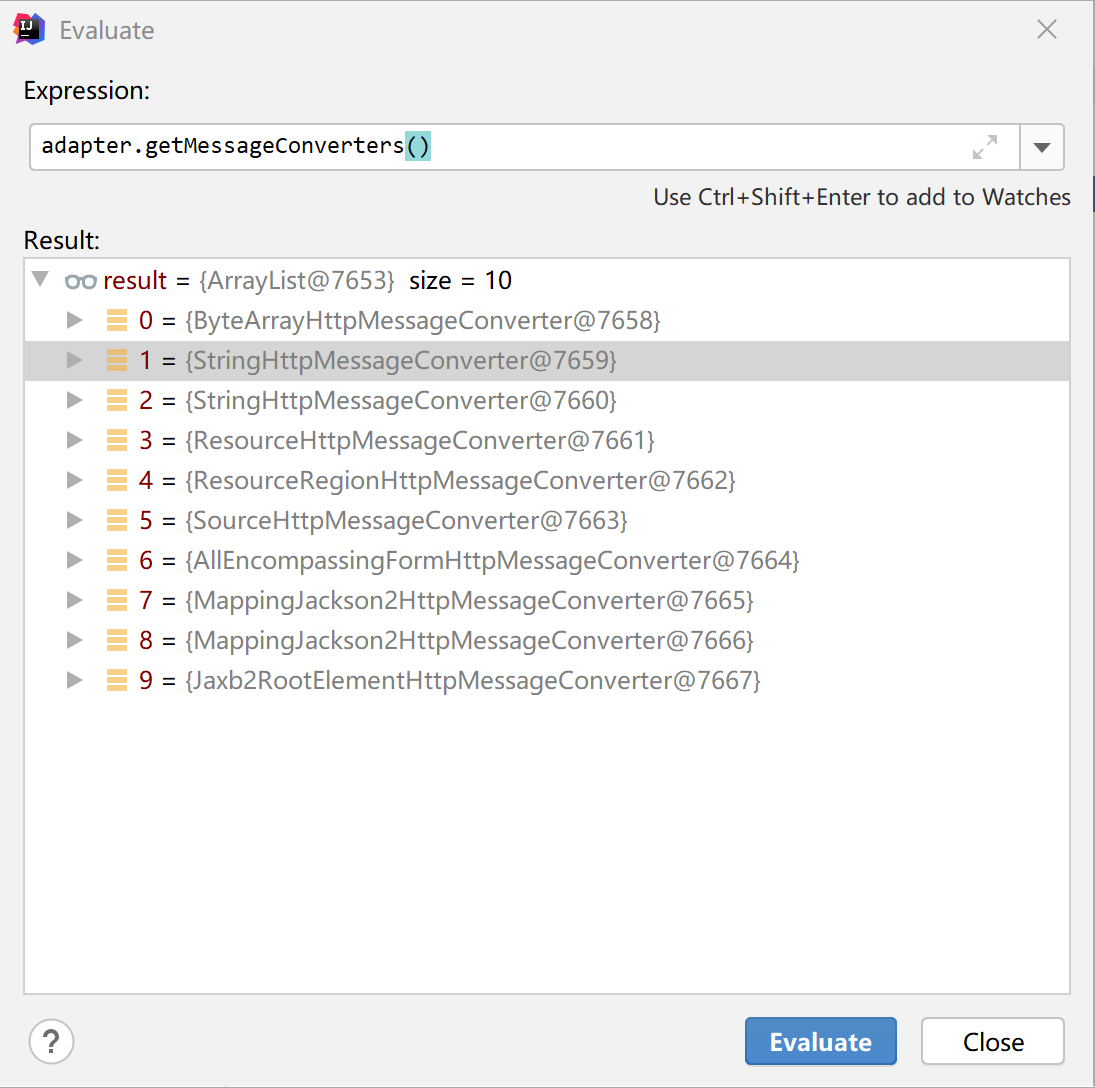 IJ Evaluate
Expression:
adapter.getMessageConverters()
Use Ctrl+Shift+Enter to add to Watches
Result:
result = {ArrayList@7653} size = 10
0 = {ByteArrayHttpMessageConverter@7658}
1 = {StringHttpMessageConverter@7659}
2 = {StringHttpMessageConverter@7660}
3 = {ResourceHttpMessageConverter@7661}
4 = {ResourceRegionHttpMessageConverter@7662}
5 = {SourceHttpMessageConverter@7663}
6 = {AllEncompassingFormHttpMessageConverter@7664}
7 = {MappingJackson2HttpMessageConverter@7665}
8 = {MappingJackson2HttpMessageConverter@7666}
9 = {Jaxb2RootElementHttpMessageConverter@7667}
? Evaluate Close